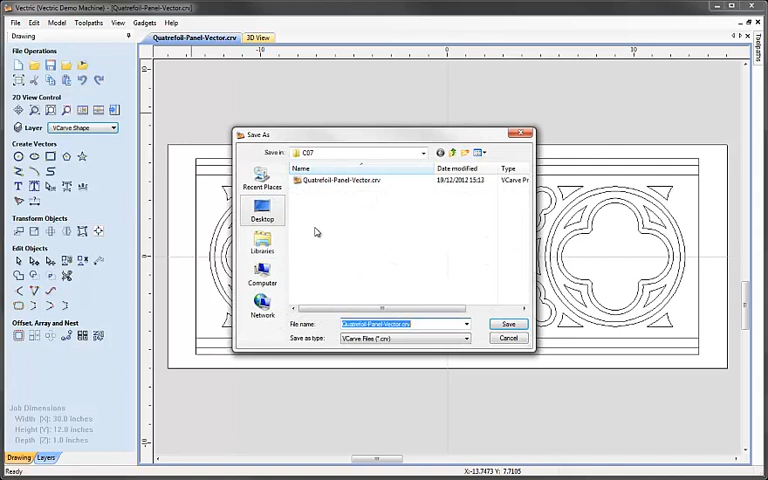 Vectric (Vectric Demo Machine) - [Quatrefoil-Panel-Vector.crv]
File Edit Model Toolpaths View Gadgets Help
Drawing
Quatrefoil-Panel-Vector.crv 3D View
-10 10
File Operations
2D View Control
Layer VCarve Shape
Create Vectors
Transform Objects
Edit Objects
Offset, Array and Nest
Job Dimensions
Width (X): 30.0 inches
Height (Y): 12.0 inches
Depth (Z): 1.0 inches
Drawing Layers
Ready
X:-13.7473 Y: 7.7105
Toolpaths
Save As
Save in: C07
Name Date modified Type
Quatrefoil-Panel-Vector.crv 19/12/2012 15:13 VCarve Pr
Recent Places
Desktop
Libraries
Computer
Network
File name: Quatrefoil-Panel-Vector.crv Save
Save as type: VCarve Files (*.crv) Cancel